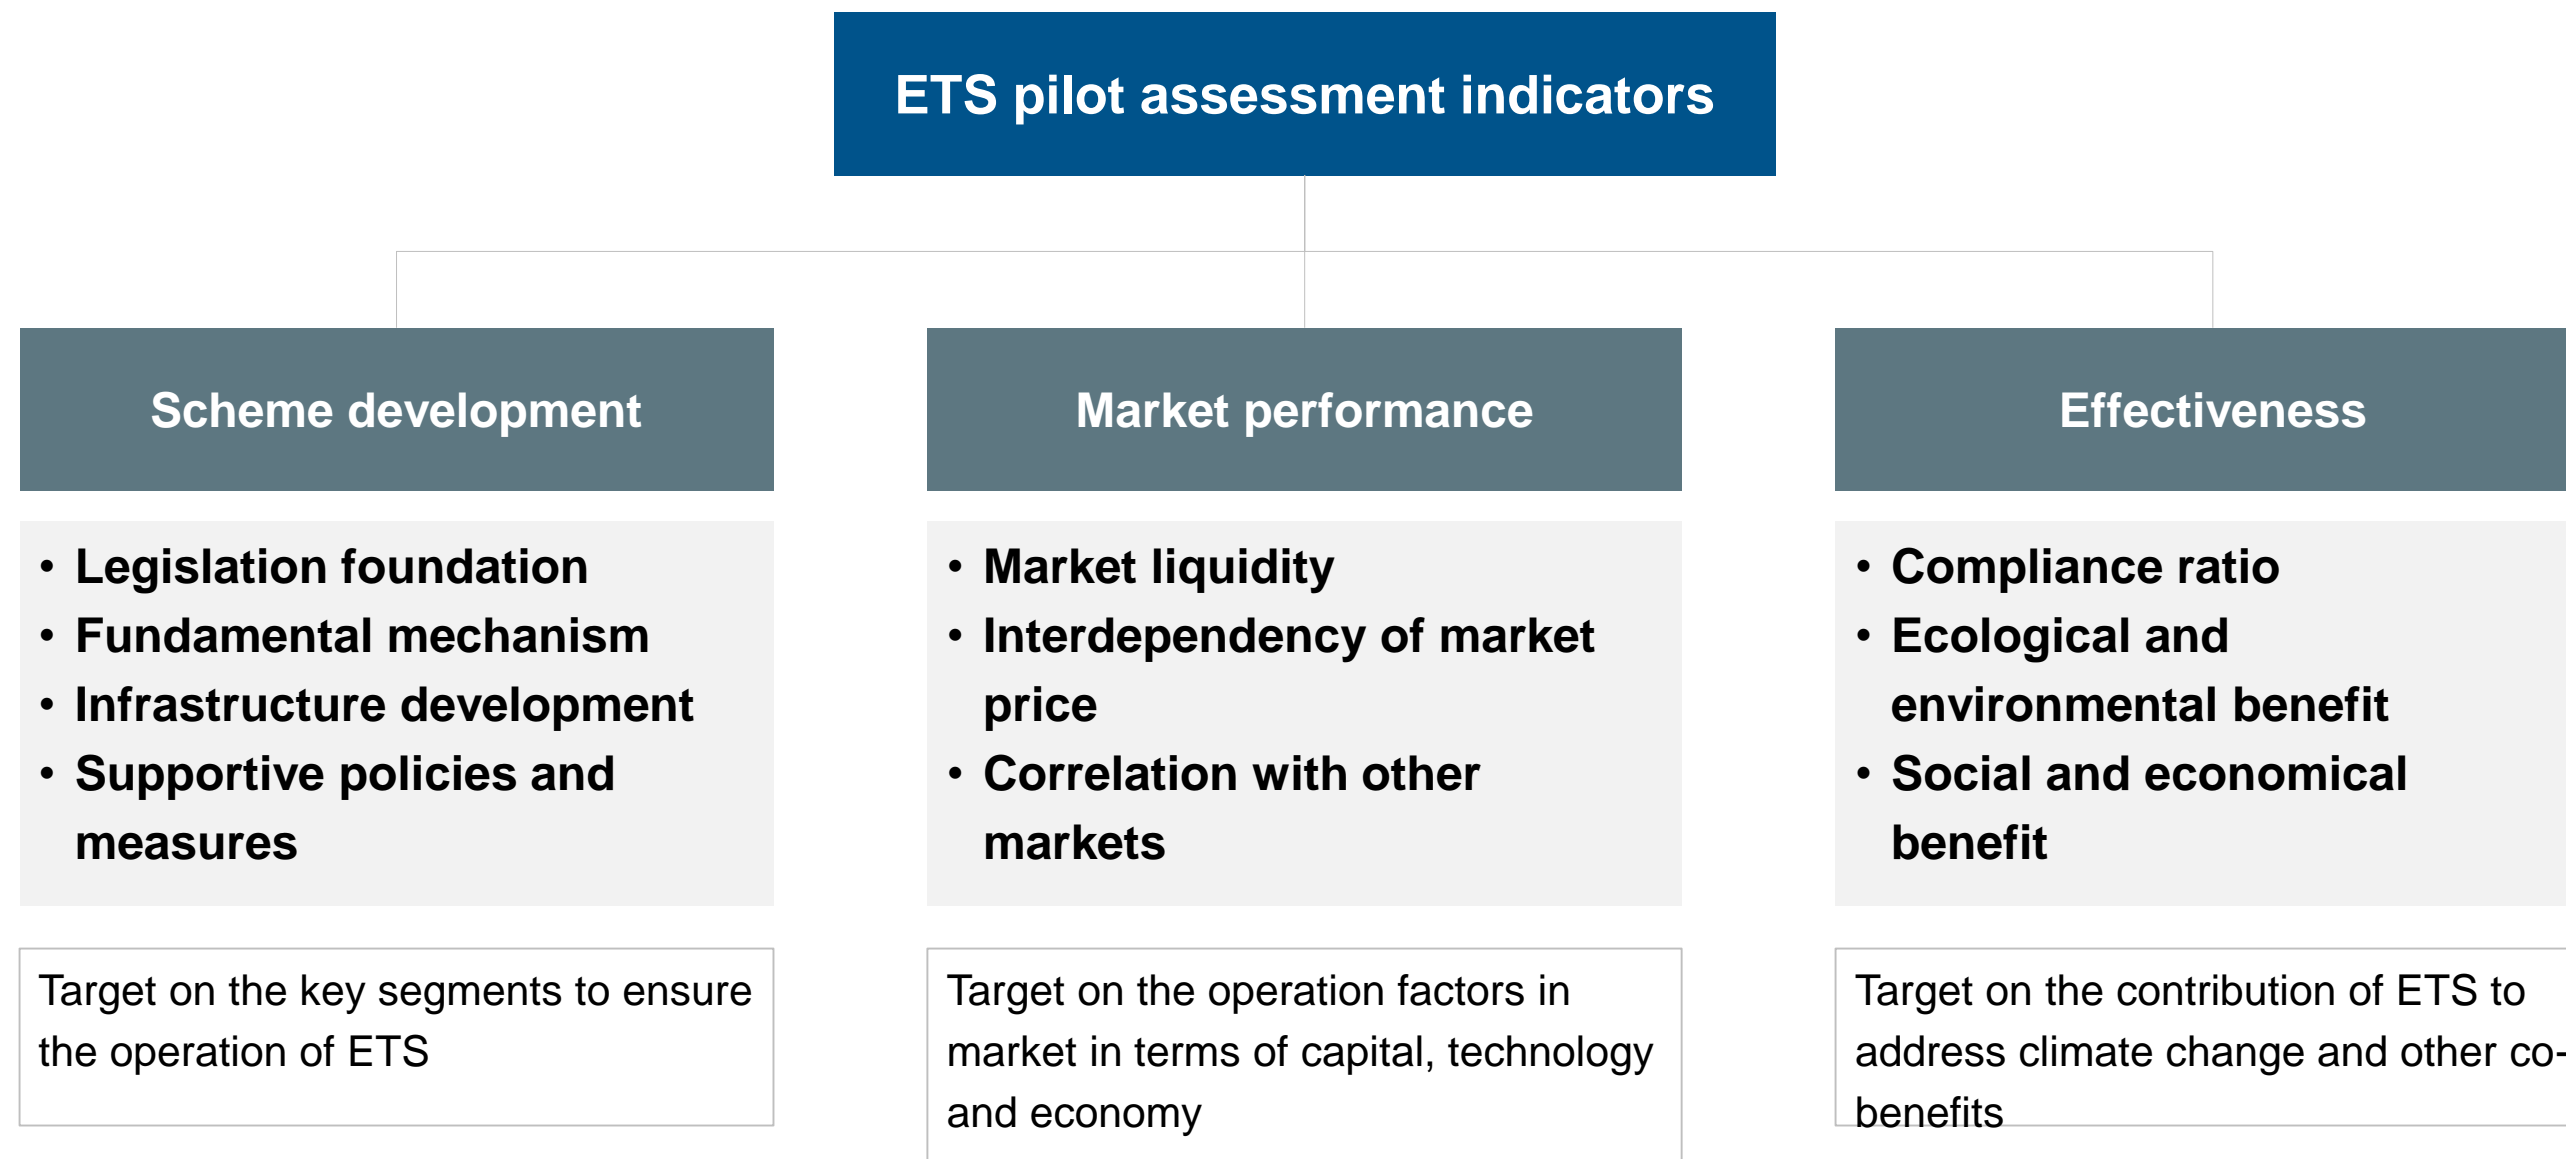 ETS pilot assessment indicators
Scheme development
• Legislation foundation
• Fundamental mechanism
• Infrastructure development
• Supportive policies and
measures
Target on the key segments to ensure
the operation of ETS
Market performance
• Market liquidity
• Interdependency of market
price
• Correlation with other
markets
Target on the operation factors in
market in terms of capital, technology
and economy
Effectiveness
• Compliance ratio
• Ecological and
environmental benefit
• Social and economical
benefit
Target on the contribution of ETS to
address climate change and other co-
benefits